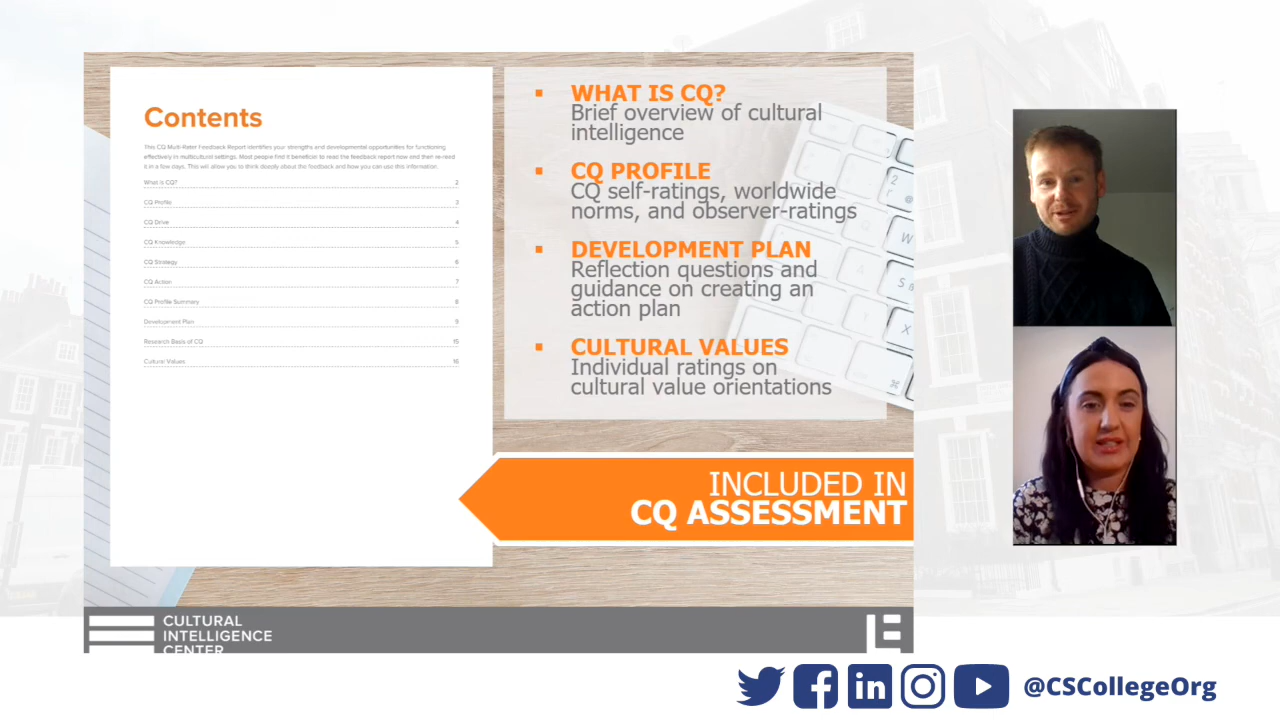 Contents
This CQ Multi-Rater Feedback Report identifies your strengths and developmental opportunities for functioning
effectively in multicultural settings. Most people find it beneficial to read the feedback report now and then re-read
it in a few days. This will allow you to think deeply about the feedback and how you can use this information.
What is CQ? 2
CQ Profile 3
CQ Drive 4
CQ Knowledge 5
CQ Strategy 6
CQ Action 7
CQ Profile Summary 8
Development Plan 9
Research Basis of CQ 15
Cultural Values 16
WHAT IS CQ?
Brief overview of cultural
intelligence
CQ PROFILE
CQ self-ratings, worldwide
norms, and observer-ratings
DEVELOPMENT PLAN
Reflection questions and
guidance on creating an
action plan
CULTURAL VALUES
Individual ratings on
cultural value orientations
INCLUDED IN
CQ ASSESSMENT
CULTURAL
INTELLIGENCE
CENTER
@CSCollegeOrg